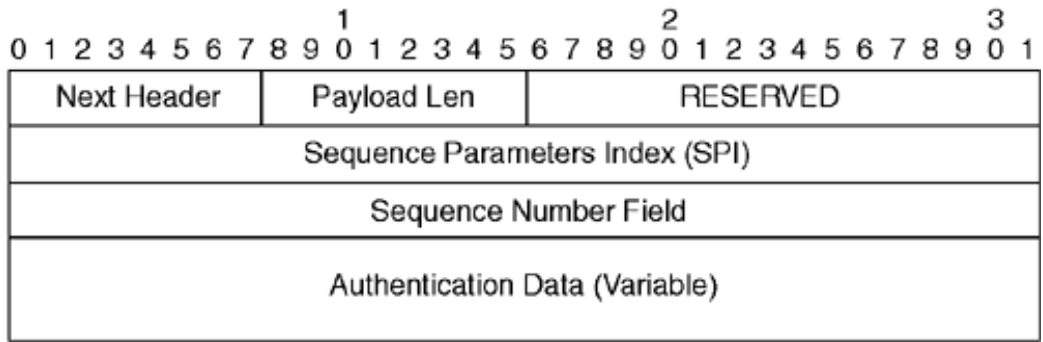 1 2 3
0 1 2 3 4 5 6 7 8 9 0 1 2 3 4 5 6 7 8 9 0 1 2 3 4 5 6 7 8 9 0 1
Next Header Payload Len RESERVED
Sequence Parameters Index (SPI)
Sequence Number Field
Authentication Data (Variable)